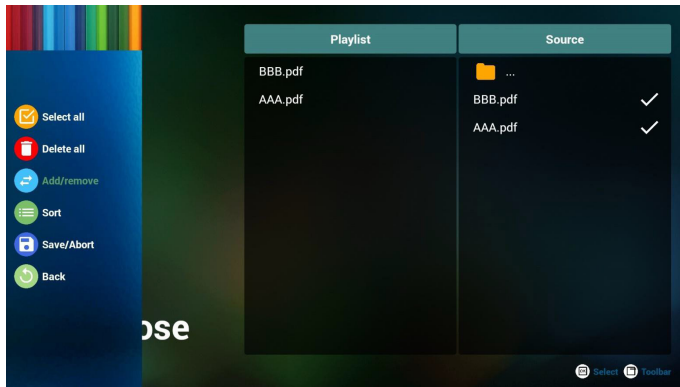 Playlist
Source
BBB.pdf
AAA.pdf
...
BBB.pdf
AAA.pdf
Select all
Delete all
Add/remove
Sort
Save/Abort
Back
ose
Select
Toolbar